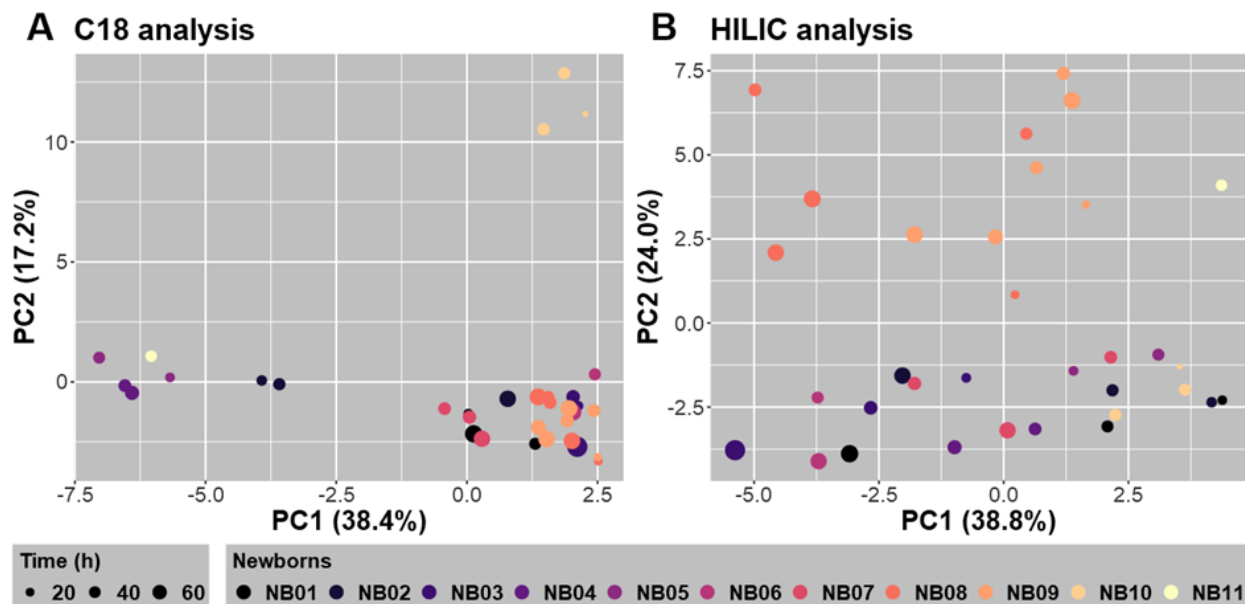 A C18 analysis
10
5
0
-7.5 -5.0 -2.5 0.0 2.5
PC2 (17.2%)
PC1 (38.4%)
B HILIC analysis
7.5
5.0
2.5
0.0
-2.5
-5.0 -2.5 0.0 2.5
PC2 (24.0%)
PC1 (38.8%)
Time (h)
20 40 60
Newborns
NB01 NB02 NB03 NB04 NB05 NB06 NB07 NB08 NB09 NB10 NB11